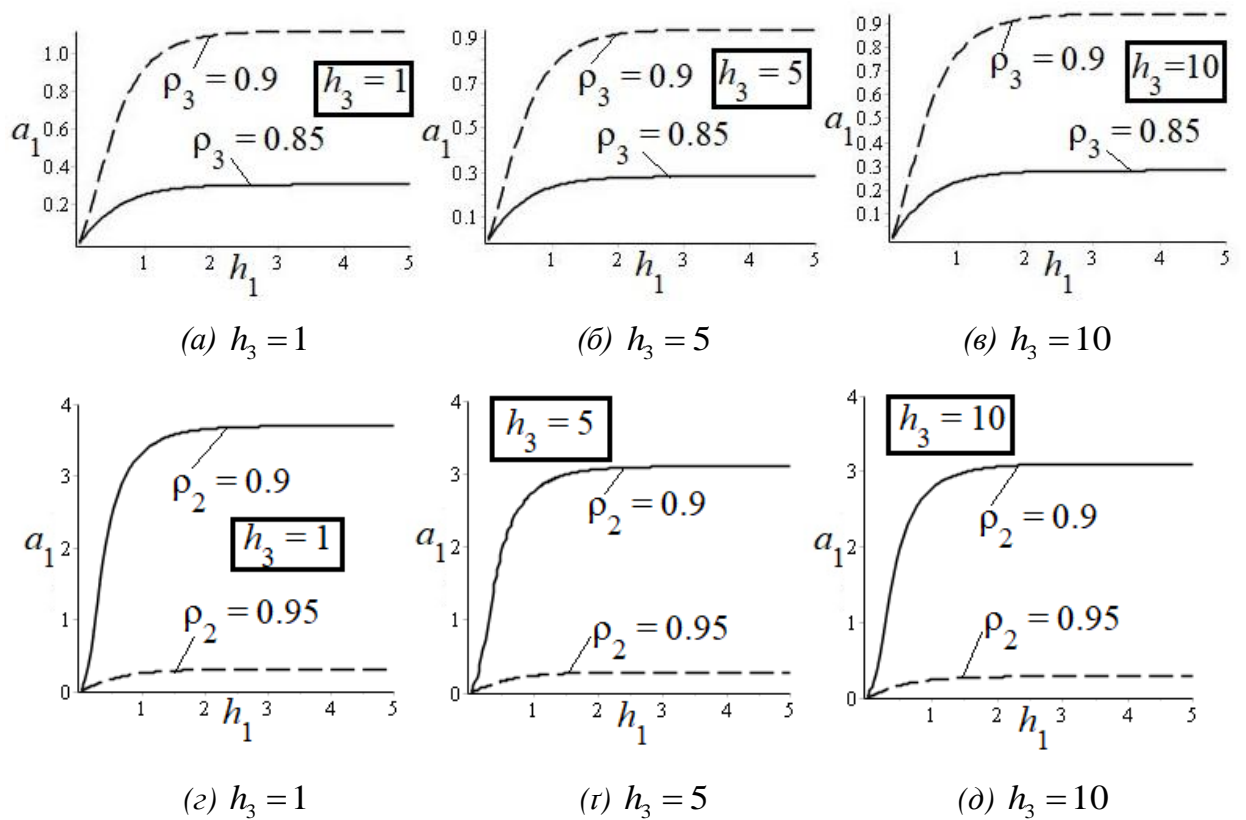 1.0
0.8
0.6
0.4
0.2
a₁
ρ₃ = 0.9
h₃ = 1
ρ₃ = 0.85
1 2 3 4 5
h₁
(а) h₃ = 1
0.9
0.7
0.5
0.3
0.1
a₁
ρ₃ = 0.9
h₃ = 5
ρ₃ = 0.85
1 2 3 4 5
h₁
(б) h₃ = 5
0.9
0.8
0.7
0.6
0.5
0.4
0.3
0.2
0.1
a₁
ρ₃ = 0.9
h₃=10
ρ₃ = 0.85
1 2 3 4 5
h₁
(в) h₃ = 10
4
3
2
1
0
a₁
ρ₂ = 0.9
h₃ = 1
ρ₂ = 0.95
1 2 3 4 5
h₁
(г) h₃ = 1
4
3
2
1
0
a₁
h₃ = 5
ρ₂ = 0.9
ρ₂ = 0.95
1 2 3 4 5
h₁
(ґ) h₃ = 5
4
3
2
1
0
a₁
h₃ = 10
ρ₂ = 0.9
ρ₂ = 0.95
1 2 3 4 5
h₁
(д) h₃ = 10